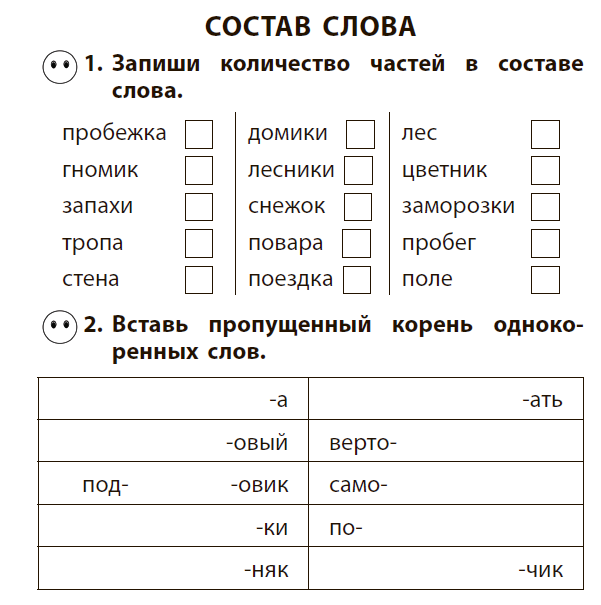 СОСТАВ СЛОВА
1. Запиши количество частей в составе
слова.
пробежка домики лес
гномик лесники цветник
запахи снежок заморозки
тропа повара пробег
стена поездка поле
2. Вставь пропущенный корень одноко-
ренных слов.
-а -ать
-овый верто-
под- -овик само-
-ки по-
-няк -чик